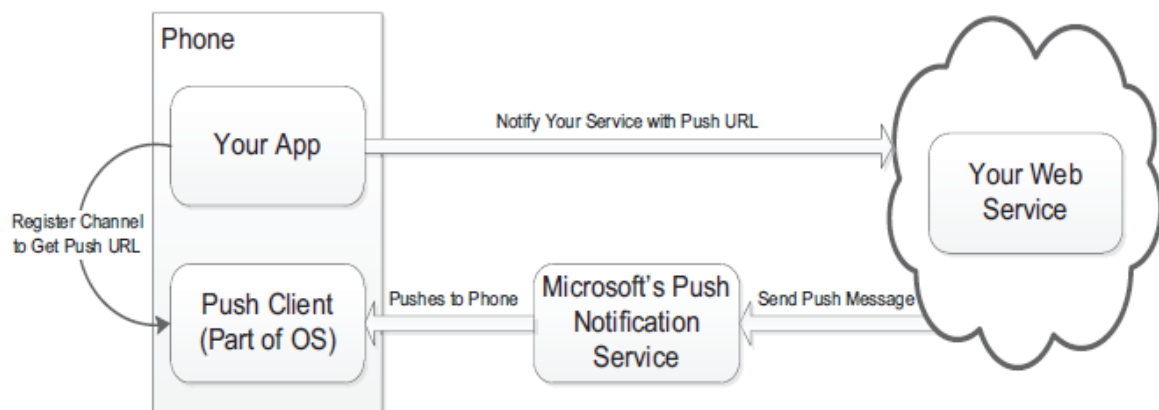 Phone
Your App
Notify Your Service with Push URL
Your Web
Service
Register Channel
to Get Push URL
Push Client
(Part of OS)
Pushes to Phone
Microsoft's Push
Notification
Service
Send Push Message